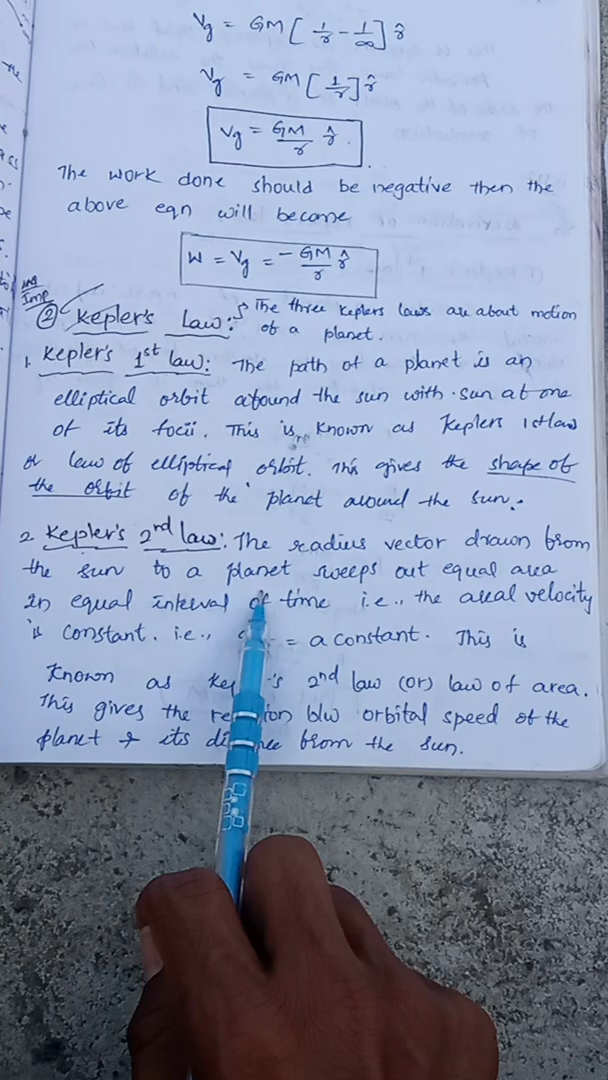 Vg = GM[1/r - 1/∞] r̂
Vg = GM[1/r] r̂
Vg = GM/r r̂.
The work done should be negative then the
above eqn will become
W = Vg = -GM/r r̂
Imp
② Kepler's Law: The three Keplers laws are about motion
of a planet.
1. Kepler's 1st law: The path of a planet is an
elliptical orbit around the sun with sun at one
of its focii. This is Known as Keplers 1st law
or law of elliptical orbit. This gives the shape of
the orbit of the planet around the sun.
2. Kepler's 2nd law: The radius vector drawn from
the sun to a planet sweeps out equal area
in equal interval of time i.e., the areal velocity
is constant. i.e., = a constant. This is
Known as 2nd law (or) law of area.
This gives the b/w orbital speed of the
planet & its from the sun.